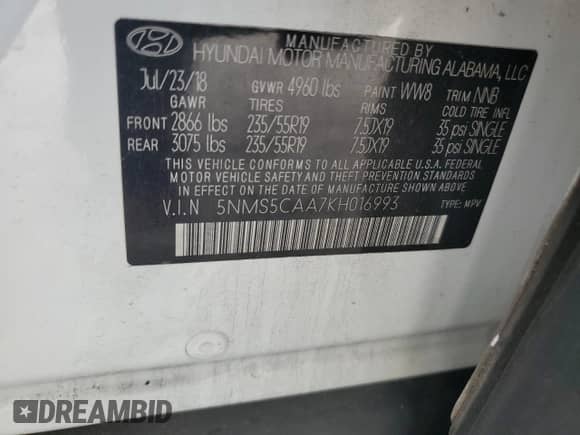 MANUFACTURED BY
HYUNDAI MOTOR MANUFACTURING ALABAMA, LLC
Jul/23/18 GVWR 4960 lbs PAINT WW8 TRIM NNB
GAWR TIRES RIMS COLD TIRE INFL
FRONT 2866 lbs 235/55R19 7.5JX19 35 psi SINGLE
REAR 3075 lbs 235/55R19 7.5JX19 35 psi SINGLE
THIS VEHICLE CONFORMS TO ALL APPLICABLE U.S.A. FEDERAL
MOTOR VEHICLE SAFETY AND THEFT PREVENTION STANDARDS
IN EFFECT ON THE DATE OF MANUFACTURE SHOWN ABOVE.
V.I.N 5NMS5CAA7KH016993 TYPE: MPV
DREAMBID